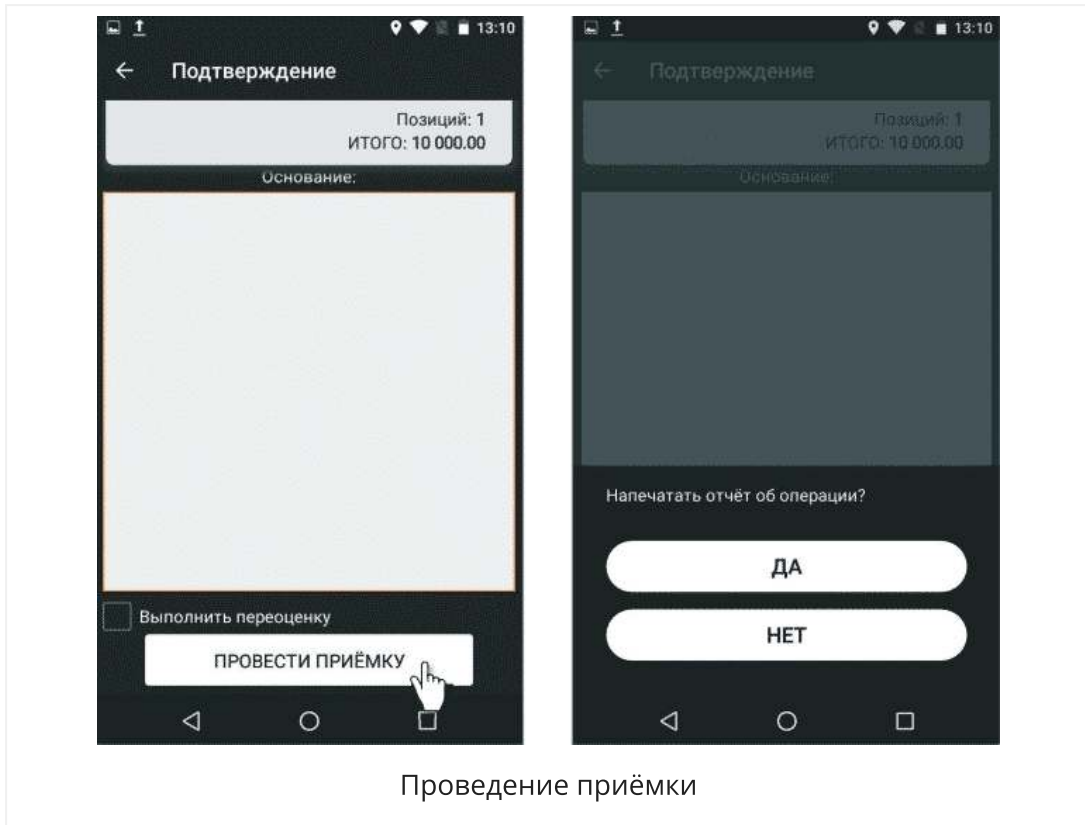 13:10
Подтверждение
Позиций: 1
ИТОГО: 10 000.00
Основание:
Выполнить переоценку
ПРОВЕСТИ ПРИЁМКУ
13:10
Подтверждение
Позиций: 1
ИТОГО: 10 000.00
Основание:
Напечатать отчёт об операции?
ДА
НЕТ
Проведение приёмки